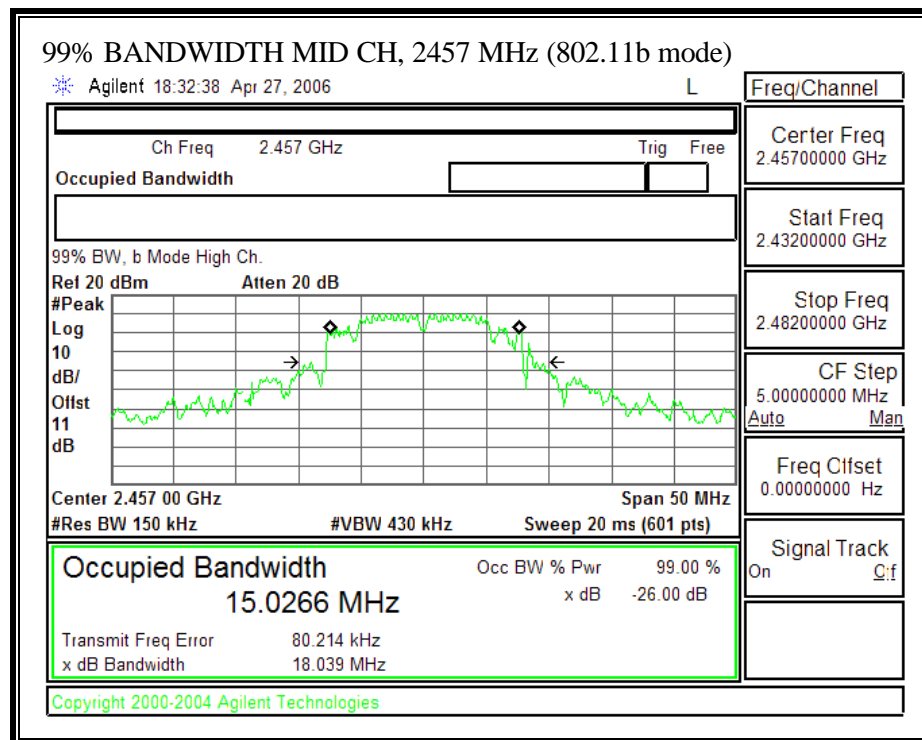 99% BANDWIDTH MID CH, 2457 MHz (802.11b mode)
Agilent 18:32:38 Apr 27, 2006 L
Freq/Channel
Ch Freq 2.457 GHz Trig Free
Occupied Bandwidth
Center Freq
2.45700000 GHz
Start Freq
2.43200000 GHz
Stop Freq
2.48200000 GHz
CF Step
5.00000000 MHz
Auto Man
Freq Offset
0.00000000 Hz
Signal Track
On Off
99% BW, b Mode High Ch.
Ref 20 dBm Atten 20 dB
#Peak
Log
10
dB/
Offst
11
dB
Center 2.457 00 GHz Span 50 MHz
#Res BW 150 kHz #VBW 430 kHz Sweep 20 ms (601 pts)
Occupied Bandwidth Occ BW % Pwr 99.00 %
15.0266 MHz x dB -26.00 dB
Transmit Freq Error 80.214 kHz
x dB Bandwidth 18.039 MHz
Copyright 2000-2004 Agilent Technologies